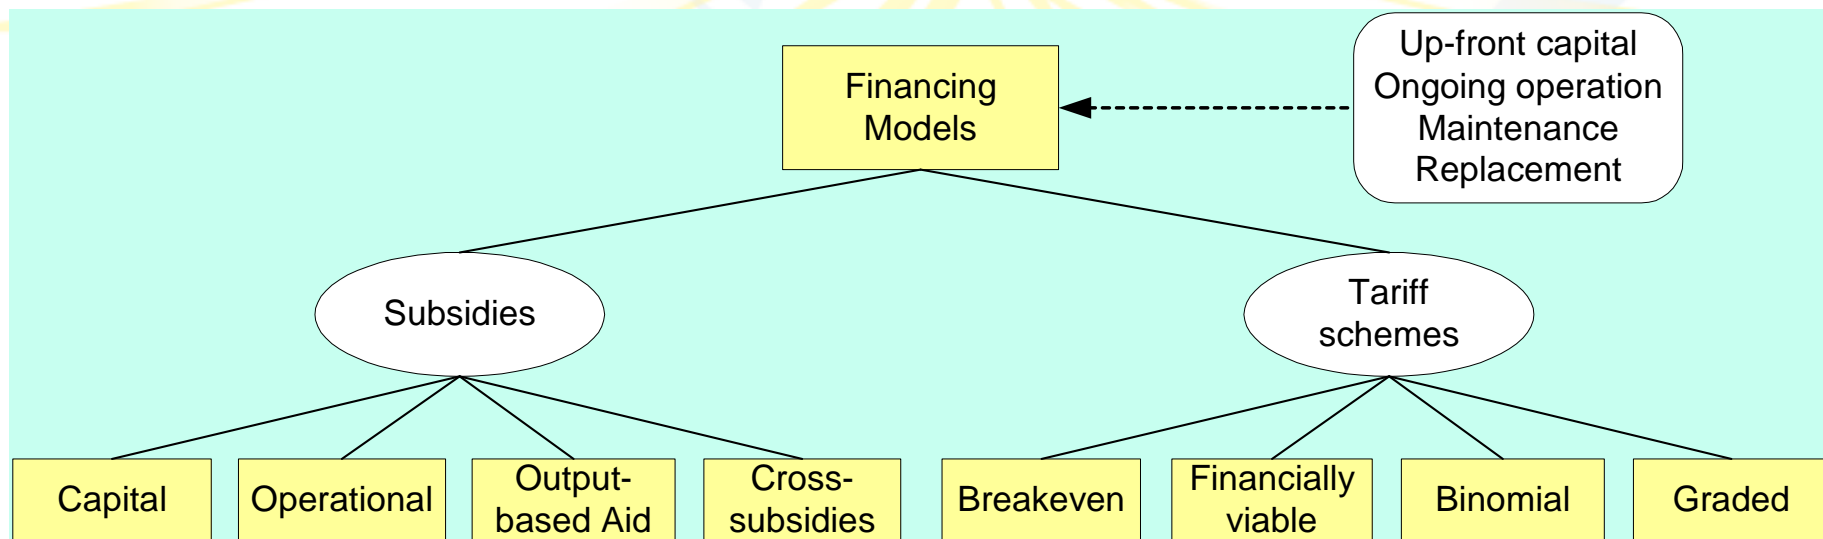 Financing
Models
Up-front capital
Ongoing operation
Maintenance
Replacement
Subsidies
Tariff
schemes
Capital
Operational
Output-
based Aid
Cross-
subsidies
Breakeven
Financially
viable
Binomial
Graded